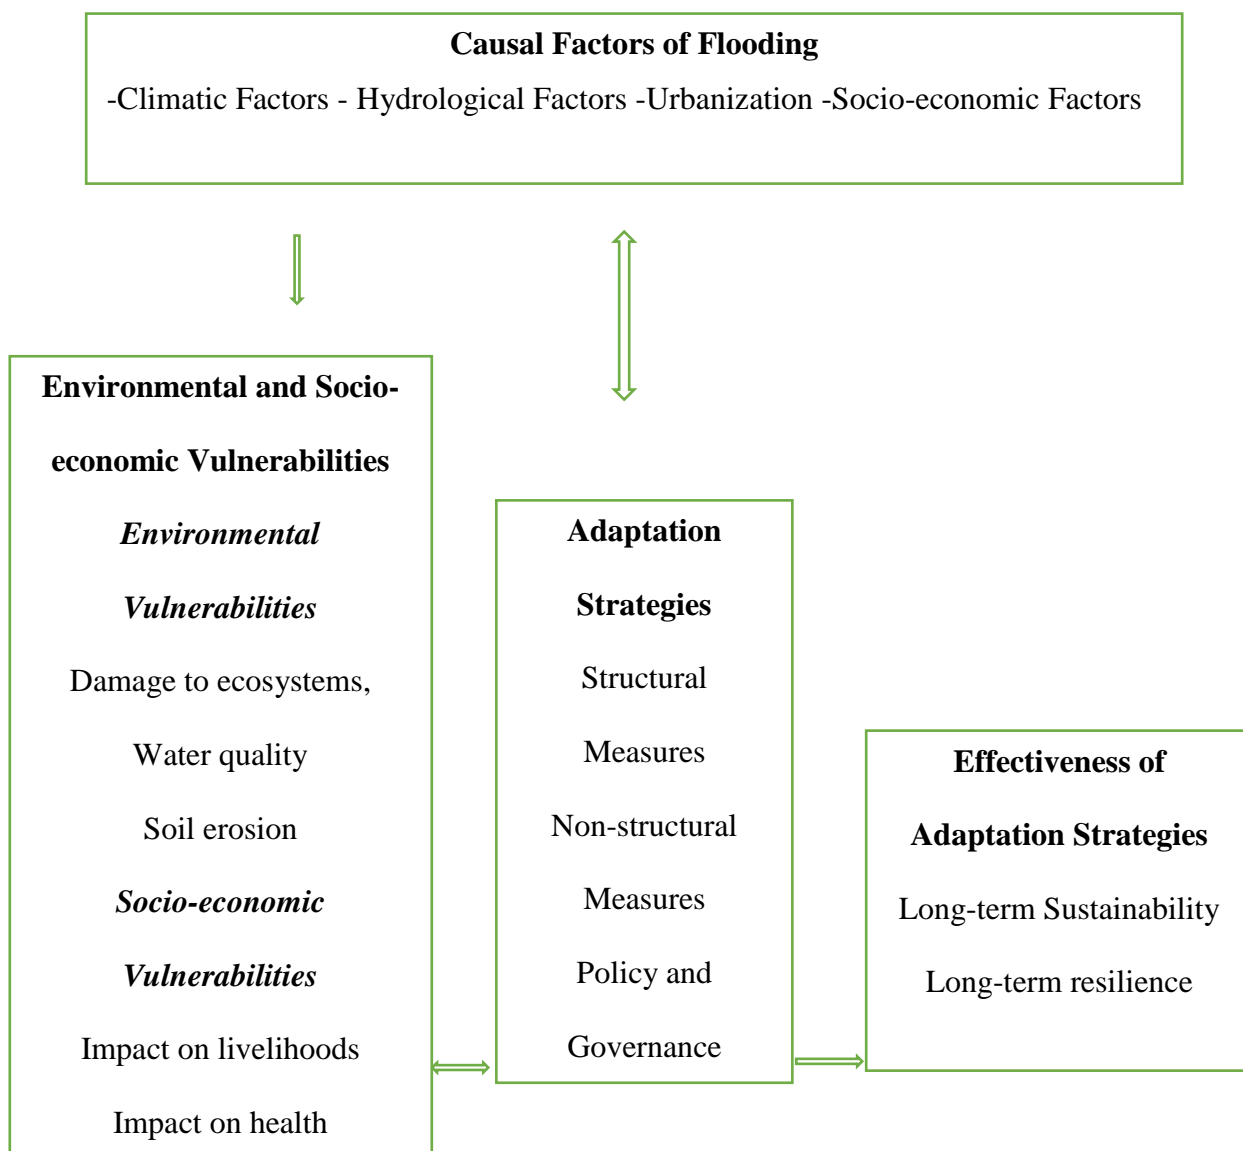 Causal Factors of Flooding
-Climatic Factors - Hydrological Factors -Urbanization -Socio-economic Factors
Environmental and Socio-
economic Vulnerabilities
Environmental
Vulnerabilities
Damage to ecosystems,
Water quality
Soil erosion
Socio-economic
Vulnerabilities
Impact on livelihoods
Impact on health
Adaptation
Strategies
Structural
Measures
Non-structural
Measures
Policy and
Governance
Effectiveness of
Adaptation Strategies
Long-term Sustainability
Long-term resilience